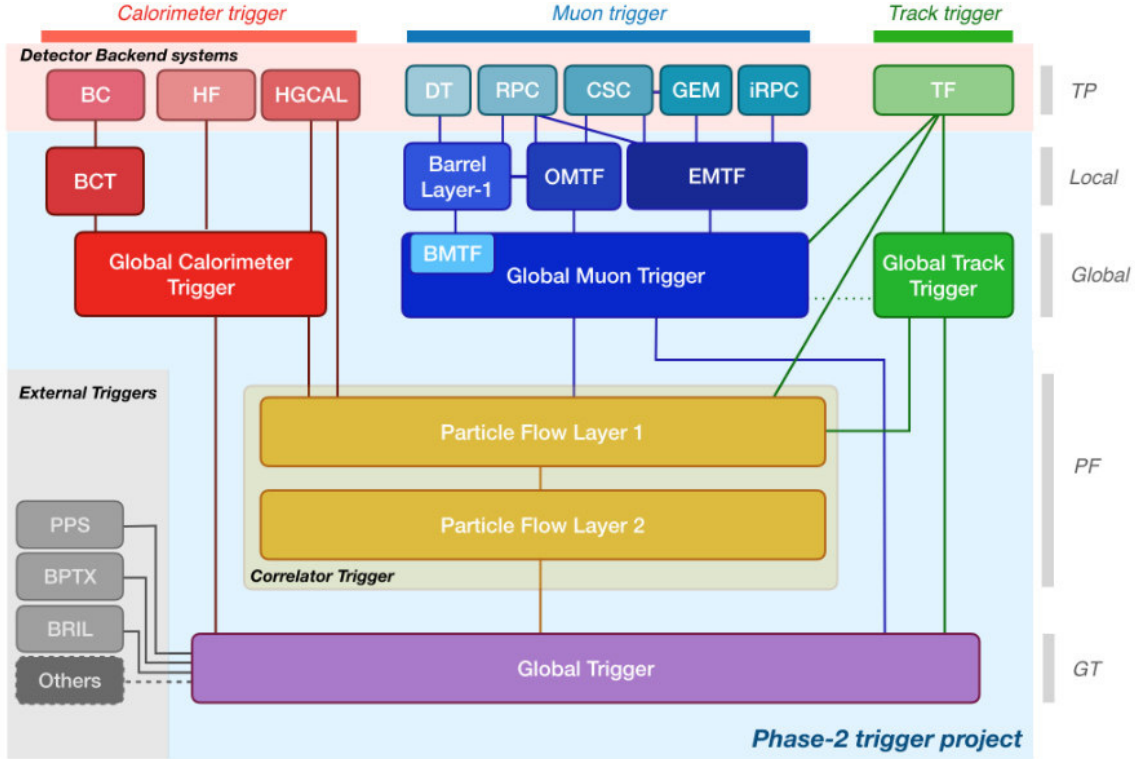 Calorimeter trigger
Muon trigger
Track trigger
Detector Backend systems
BC
HF
HGCAL
DT
RPC
CSC
GEM
iRPC
TF
TP
BCT
Barrel
Layer-1
OMTF
EMTF
Local
Global Calorimeter
Trigger
BMTF
Global Muon Trigger
Global Track
Trigger
Global
External Triggers
Particle Flow Layer 1
PF
Particle Flow Layer 2
Correlator Trigger
PPS
BPTX
BRIL
Others
Global Trigger
GT
Phase-2 trigger project